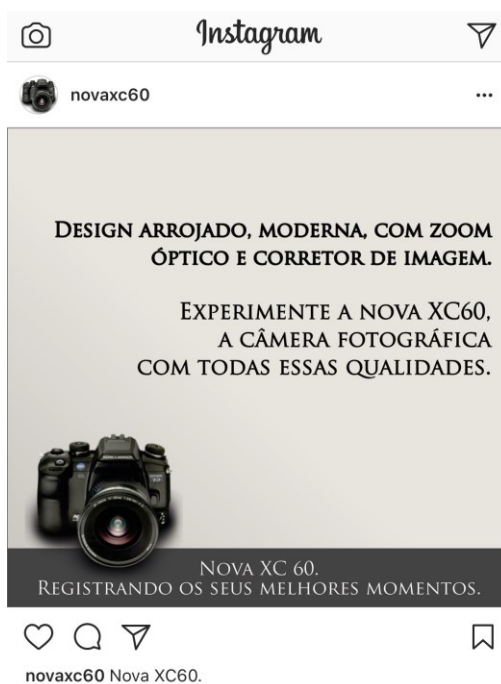 Instagram
novaxc60
DESIGN ARROJADO, MODERNA, COM ZOOM
ÓPTICO E CORRETOR DE IMAGEM.
EXPERIMENTE A NOVA XC60,
A CÂMERA FOTOGRÁFICA
COM TODAS ESSAS QUALIDADES.
NOVA XC 60.
REGISTRANDO OS SEUS MELHORES MOMENTOS.
novaxc60 Nova XC60.